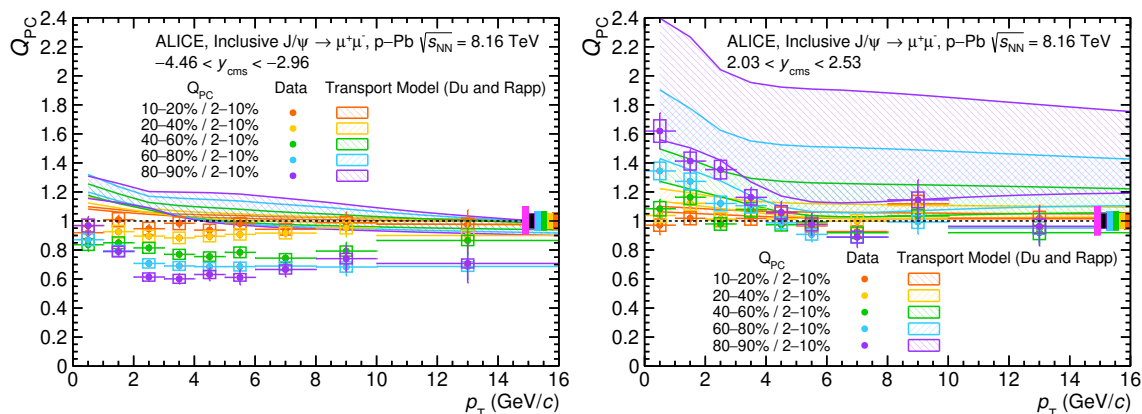 Q_PC
2.4
2.2
2
1.8
1.6
1.4
1.2
1
0.8
0.6
0.4
0.2
0
ALICE, Inclusive J/ψ → μ⁺μ⁻, p–Pb √s_NN = 8.16 TeV
−4.46 < y_cms < −2.96
Q_PC Data Transport Model (Du and Rapp)
10–20% / 2–10%
20–40% / 2–10%
40–60% / 2–10%
60–80% / 2–10%
80–90% / 2–10%
0 2 4 6 8 10 12 14 16
p_T (GeV/c)
Q_PC
2.4
2.2
2
1.8
1.6
1.4
1.2
1
0.8
0.6
0.4
0.2
0
ALICE, Inclusive J/ψ → μ⁺μ⁻, p–Pb √s_NN = 8.16 TeV
2.03 < y_cms < 2.53
Q_PC Data Transport Model (Du and Rapp)
10–20% / 2–10%
20–40% / 2–10%
40–60% / 2–10%
60–80% / 2–10%
80–90% / 2–10%
0 2 4 6 8 10 12 14 16
p_T (GeV/c)